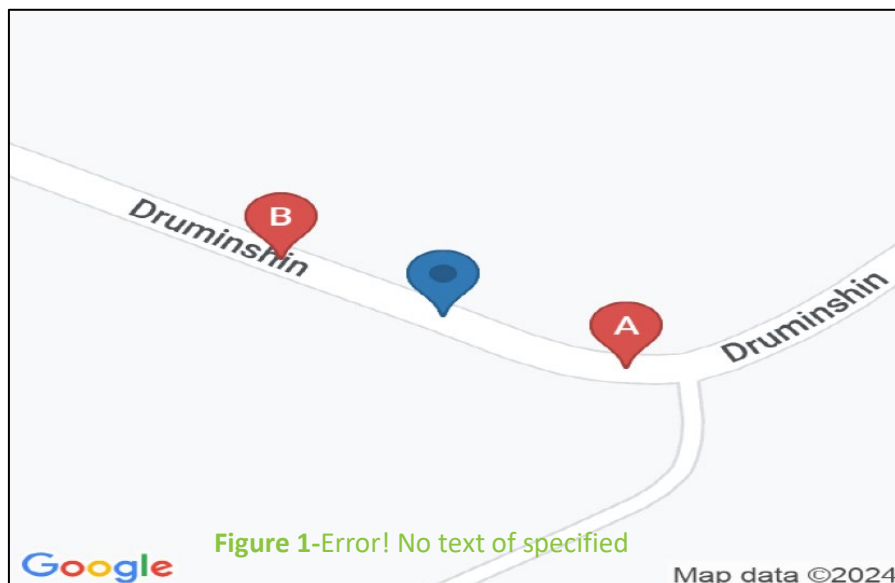 B
Druminshin
A
Druminshin
Figure 1-Error! No text of specified
Google
Map data ©2024